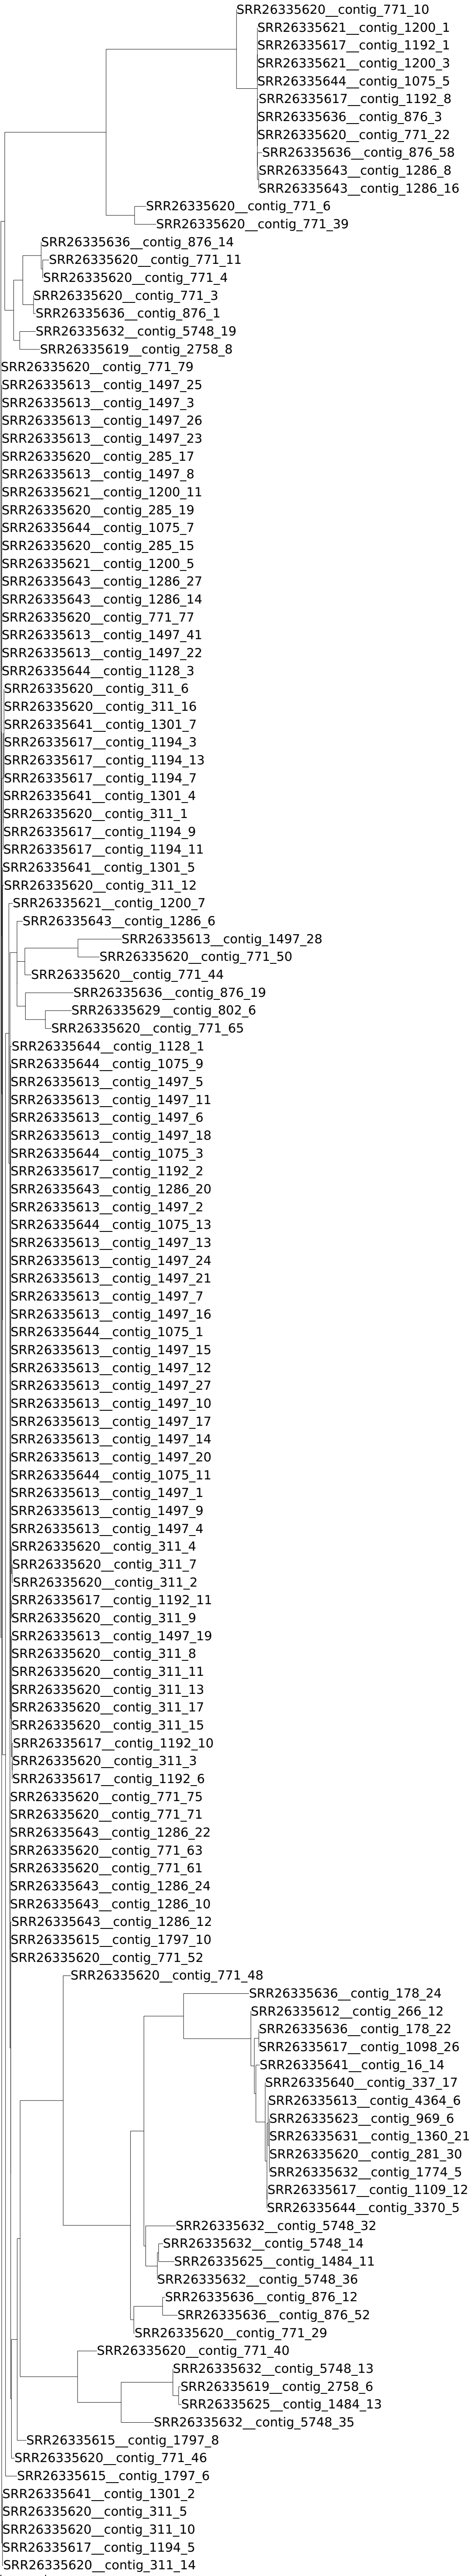 SRR26335620__contig_771_10
SRR26335621__contig_1200_1
SRR26335617__contig_1192_1
SRR26335621__contig_1200_3
SRR26335644__contig_1075_5
SRR26335617__contig_1192_8
SRR26335636__contig_876_3
SRR26335620__contig_771_22
SRR26335636__contig_876_58
SRR26335643__contig_1286_8
SRR26335643__contig_1286_16
SRR26335620__contig_771_6
SRR26335620__contig_771_39
SRR26335636__contig_876_14
SRR26335620__contig_771_11
SRR26335620__contig_771_4
SRR26335620__contig_771_3
SRR26335636__contig_876_1
SRR26335632__contig_5748_19
SRR26335619__contig_2758_8
SRR26335620__contig_771_79
SRR26335613__contig_1497_25
SRR26335613__contig_1497_3
SRR26335613__contig_1497_26
SRR26335613__contig_1497_23
SRR26335620__contig_285_17
SRR26335613__contig_1497_8
SRR26335621__contig_1200_11
SRR26335620__contig_285_19
SRR26335644__contig_1075_7
SRR26335620__contig_285_15
SRR26335621__contig_1200_5
SRR26335643__contig_1286_27
SRR26335643__contig_1286_14
SRR26335620__contig_771_77
SRR26335613__contig_1497_41
SRR26335613__contig_1497_22
SRR26335644__contig_1128_3
SRR26335620__contig_311_6
SRR26335620__contig_311_16
SRR26335641__contig_1301_7
SRR26335617__contig_1194_3
SRR26335617__contig_1194_13
SRR26335617__contig_1194_7
SRR26335641__contig_1301_4
SRR26335620__contig_311_1
SRR26335617__contig_1194_9
SRR26335617__contig_1194_11
SRR26335641__contig_1301_5
SRR26335620__contig_311_12
SRR26335621__contig_1200_7
SRR26335643__contig_1286_6
SRR26335613__contig_1497_28
SRR26335620__contig_771_50
SRR26335620__contig_771_44
SRR26335636__contig_876_19
SRR26335629__contig_802_6
SRR26335620__contig_771_65
SRR26335644__contig_1128_1
SRR26335644__contig_1075_9
SRR26335613__contig_1497_5
SRR26335613__contig_1497_11
SRR26335613__contig_1497_6
SRR26335613__contig_1497_18
SRR26335644__contig_1075_3
SRR26335617__contig_1192_2
SRR26335643__contig_1286_20
SRR26335613__contig_1497_2
SRR26335644__contig_1075_13
SRR26335613__contig_1497_13
SRR26335613__contig_1497_24
SRR26335613__contig_1497_21
SRR26335613__contig_1497_7
SRR26335613__contig_1497_16
SRR26335644__contig_1075_1
SRR26335613__contig_1497_15
SRR26335613__contig_1497_12
SRR26335613__contig_1497_27
SRR26335613__contig_1497_10
SRR26335613__contig_1497_17
SRR26335613__contig_1497_14
SRR26335613__contig_1497_20
SRR26335644__contig_1075_11
SRR26335613__contig_1497_1
SRR26335613__contig_1497_9
SRR26335613__contig_1497_4
SRR26335620__contig_311_4
SRR26335620__contig_311_7
SRR26335620__contig_311_2
SRR26335617__contig_1192_11
SRR26335620__contig_311_9
SRR26335613__contig_1497_19
SRR26335620__contig_311_8
SRR26335620__contig_311_11
SRR26335620__contig_311_13
SRR26335620__contig_311_17
SRR26335620__contig_311_15
SRR26335617__contig_1192_10
SRR26335620__contig_311_3
SRR26335617__contig_1192_6
SRR26335620__contig_771_75
SRR26335620__contig_771_71
SRR26335643__contig_1286_22
SRR26335620__contig_771_63
SRR26335620__contig_771_61
SRR26335643__contig_1286_24
SRR26335643__contig_1286_10
SRR26335643__contig_1286_12
SRR26335615__contig_1797_10
SRR26335620__contig_771_52
SRR26335620__contig_771_48
SRR26335636__contig_178_24
SRR26335612__contig_266_12
SRR26335636__contig_178_22
SRR26335617__contig_1098_26
SRR26335641__contig_16_14
SRR26335640__contig_337_17
SRR26335613__contig_4364_6
SRR26335623__contig_969_6
SRR26335631__contig_1360_21
SRR26335620__contig_281_30
SRR26335632__contig_1774_5
SRR26335617__contig_1109_12
SRR26335644__contig_3370_5
SRR26335632__contig_5748_32
SRR26335632__contig_5748_14
SRR26335625__contig_1484_11
SRR26335632__contig_5748_36
SRR26335636__contig_876_12
SRR26335636__contig_876_52
SRR26335620__contig_771_29
SRR26335620__contig_771_40
SRR26335632__contig_5748_13
SRR26335619__contig_2758_6
SRR26335625__contig_1484_13
SRR26335632__contig_5748_35
SRR26335615__contig_1797_8
SRR26335620__contig_771_46
SRR26335615__contig_1797_6
SRR26335641__contig_1301_2
SRR26335620__contig_311_5
SRR26335620__contig_311_10
SRR26335617__contig_1194_5
SRR26335620__contig_311_14